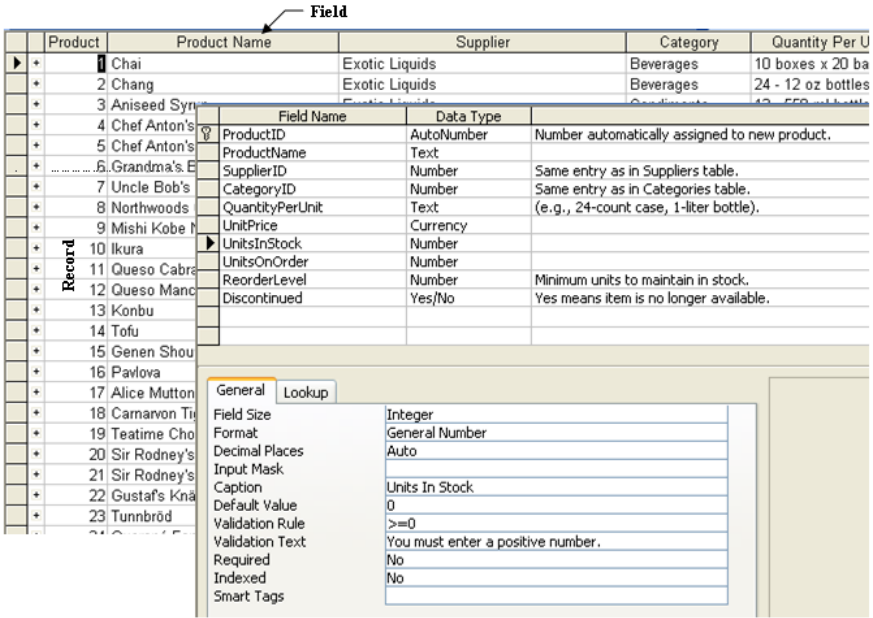 Field
Product Product Name Supplier Category Quantity Per U
1 Chai Exotic Liquids Beverages 10 boxes x 20 ba
2 Chang Exotic Liquids Beverages 24 - 12 oz bottles
3 Aniseed Syrup
4 Chef Anton's
5 Chef Anton's
6 Grandma's B
7 Uncle Bob's
8 Northwoods
9 Mishi Kobe N
10 Ikura
11 Queso Cabra
12 Queso Manc
13 Konbu
14 Tofu
15 Genen Shou
16 Pavlova
17 Alice Mutton
18 Carnarvon Ti
19 Teatime Cho
20 Sir Rodney's
21 Sir Rodney's
22 Gustaf's Knä
23 Tunnbröd
Record
Field Name Data Type
ProductID AutoNumber Number automatically assigned to new product.
ProductName Text
SupplierID Number Same entry as in Suppliers table.
CategoryID Number Same entry as in Categories table.
QuantityPerUnit Text (e.g., 24-count case, 1-liter bottle).
UnitPrice Currency
UnitsInStock Number
UnitsOnOrder Number
ReorderLevel Number Minimum units to maintain in stock.
Discontinued Yes/No Yes means item is no longer available.
General Lookup
Field Size Integer
Format General Number
Decimal Places Auto
Input Mask
Caption Units In Stock
Default Value 0
Validation Rule >=0
Validation Text You must enter a positive number.
Required No
Indexed No
Smart Tags